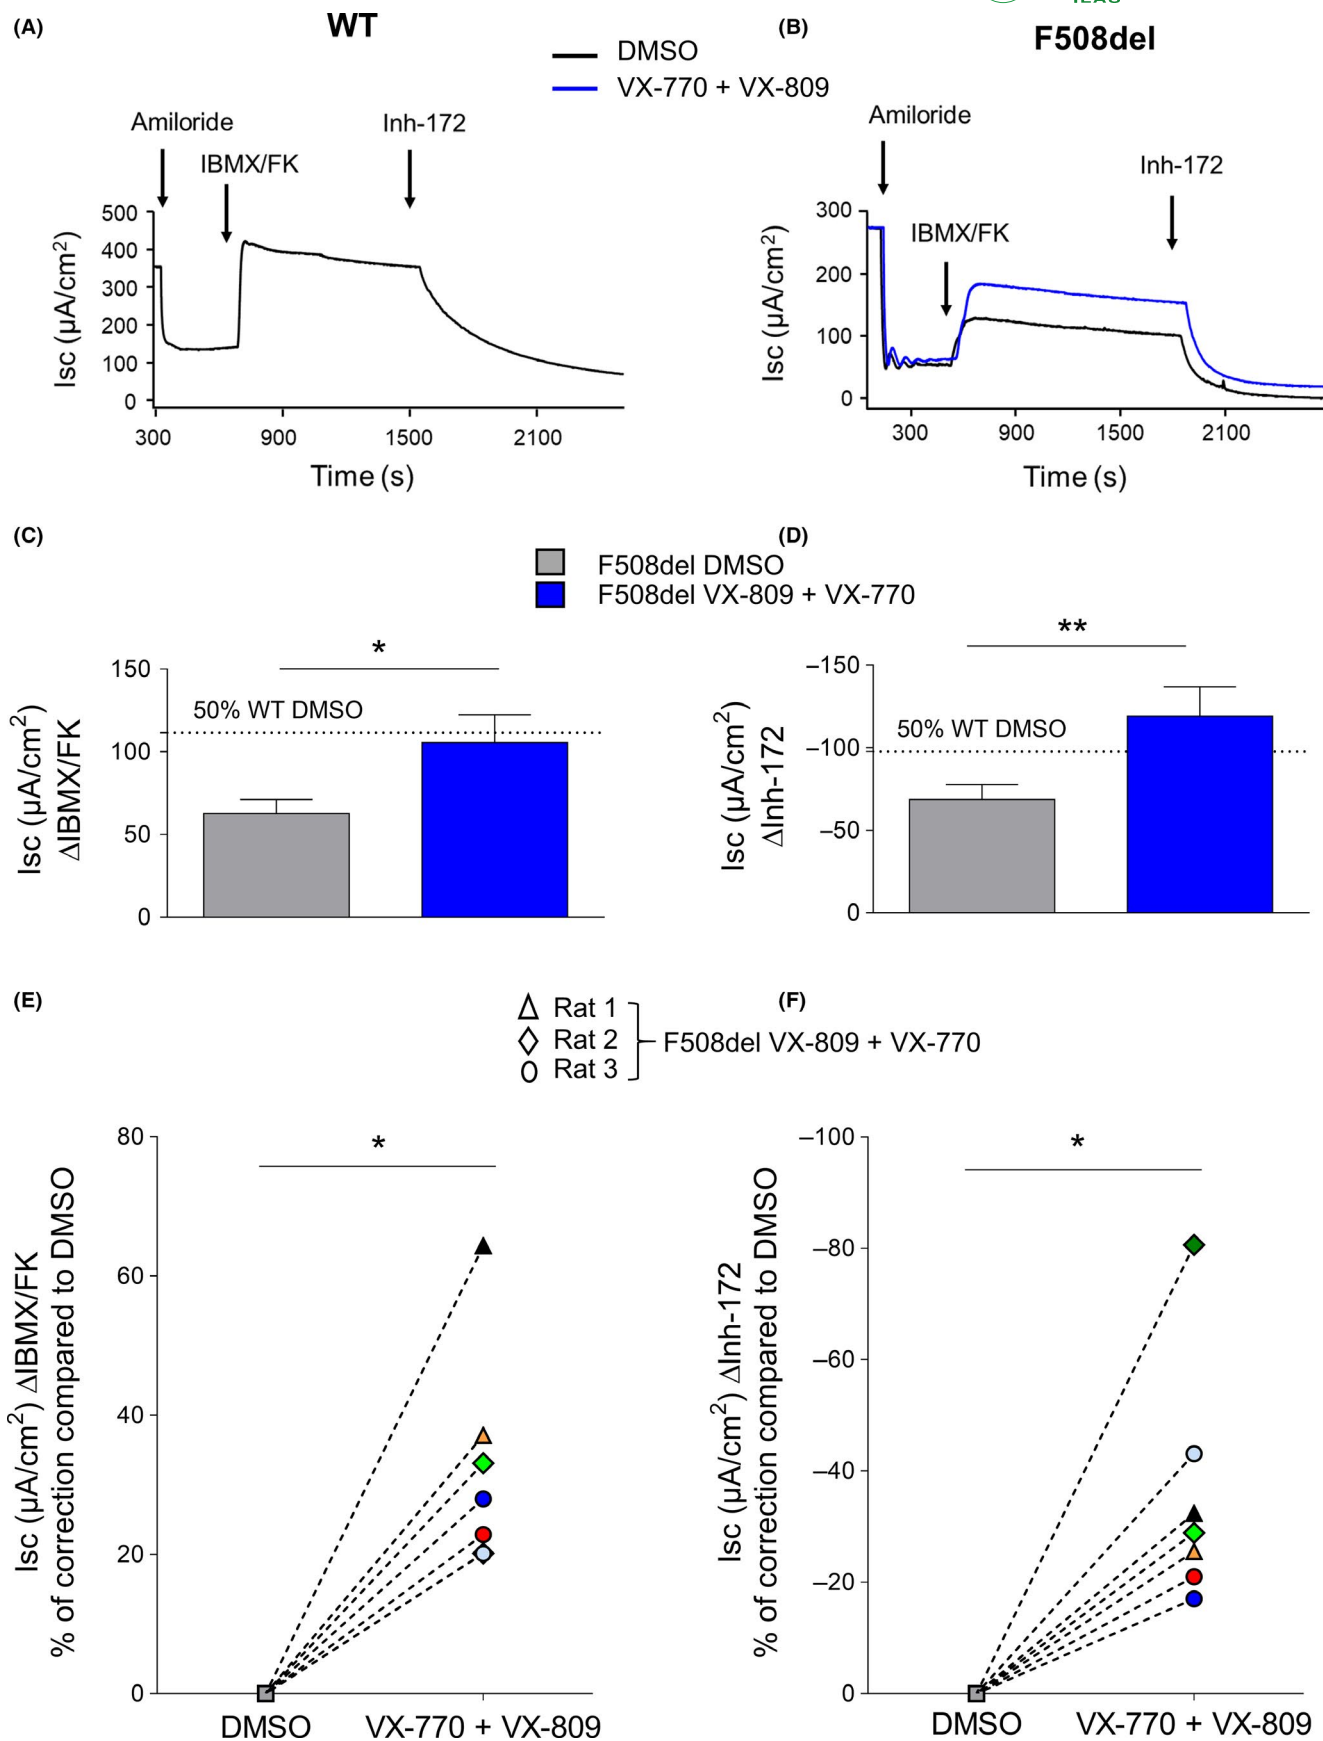 (A)
WT
(B)
F508del
DMSO
VX-770 + VX-809
Amiloride
IBMX/FK
Inh-172
Isc (µA/cm²)
500
400
300
200
100
0
300
900
1500
2100
Time (s)
Amiloride
IBMX/FK
Inh-172
Isc (µA/cm²)
300
200
100
0
300
900
1500
2100
Time (s)
(C)
(D)
F508del DMSO
F508del VX-809 + VX-770
Isc (µA/cm²)
ΔIBMX/FK
150
100
50
0
*
50% WT DMSO
Isc (µA/cm²)
ΔInh-172
–150
–100
–50
0
**
50% WT DMSO
(E)
(F)
Rat 1
Rat 2
Rat 3
F508del VX-809 + VX-770
Isc (µA/cm²) ΔIBMX/FK
% of correction compared to DMSO
80
60
40
20
0
*
DMSO
VX-770 + VX-809
Isc (µA/cm²) ΔInh-172
% of correction compared to DMSO
–100
–80
–60
–40
–20
0
*
DMSO
VX-770 + VX-809